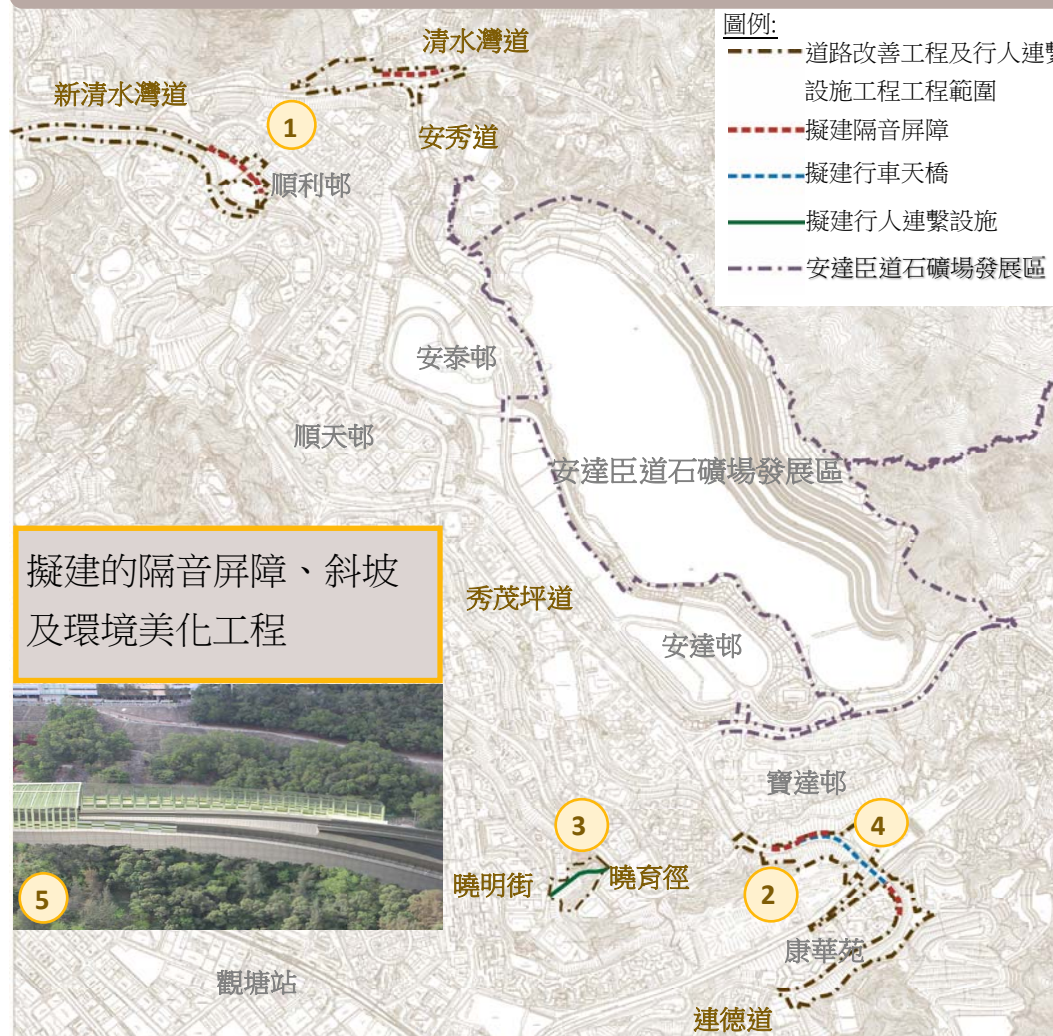 圖例:
道路改善工程及行人連繫
設施工程工程範圍
擬建隔音屏障
擬建行車天橋
擬建行人連繫設施
安達臣道石礦場發展區
清水灣道
新清水灣道
1
安秀道
順利邨
安泰邨
順天邨
安達臣道石礦場發展區
擬建的隔音屏障、斜坡
及環境美化工程
秀茂坪道
安達邨
寶達邨
3
4
曉明街
曉育徑
2
5
康華苑
觀塘站
連德道